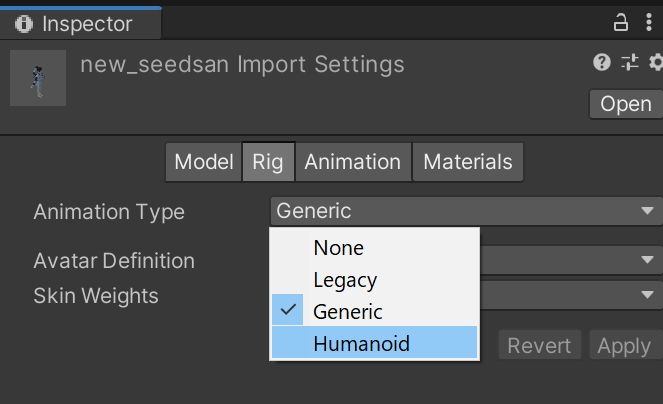 Inspector
new_seedsan Import Settings
Open
Model Rig Animation Materials
Animation Type Generic
None
Avatar Definition
Legacy
Skin Weights
Generic
Humanoid
Revert Apply